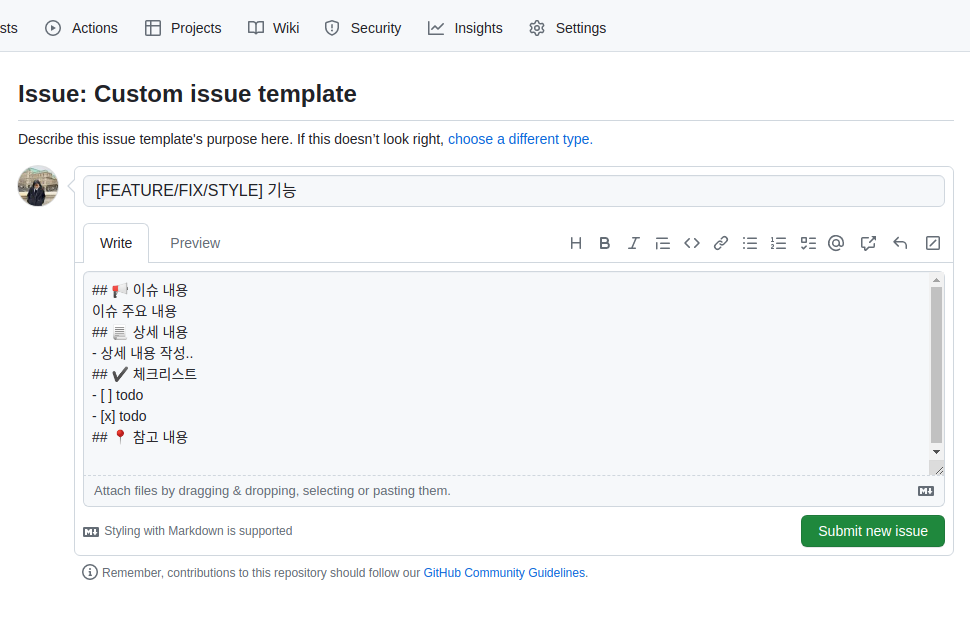 sts Actions Projects Wiki Security Insights Settings
Issue: Custom issue template
Describe this issue template's purpose here. If this doesn’t look right, choose a different type.
[FEATURE/FIX/STYLE] 기능
Write Preview
## 📢 이슈 내용
이슈 주요 내용
## 📃 상세 내용
- 상세 내용 작성..
## ✔️ 체크리스트
- [ ] todo
- [x] todo
## 📍 참고 내용
Attach files by dragging & dropping, selecting or pasting them.
Styling with Markdown is supported
Submit new issue
Remember, contributions to this repository should follow our GitHub Community Guidelines.